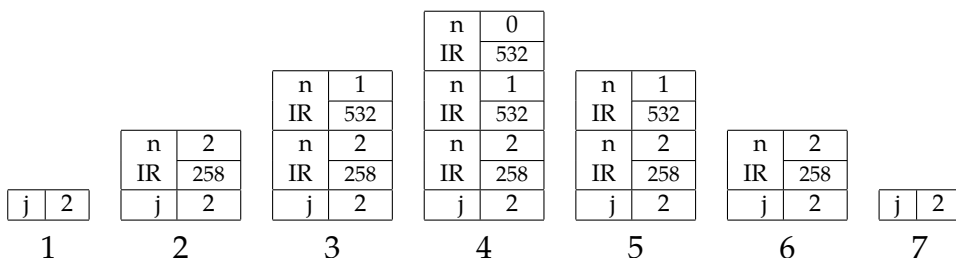 n 0
IR 532
n 1 n 1 n 1
IR 532 IR 532 IR 532
n 2 n 2 n 2 n 2 n 2
IR 258 IR 258 IR 258 IR 258 IR 258
j 2 j 2 j 2 j 2 j 2 j 2 j 2
1 2 3 4 5 6 7